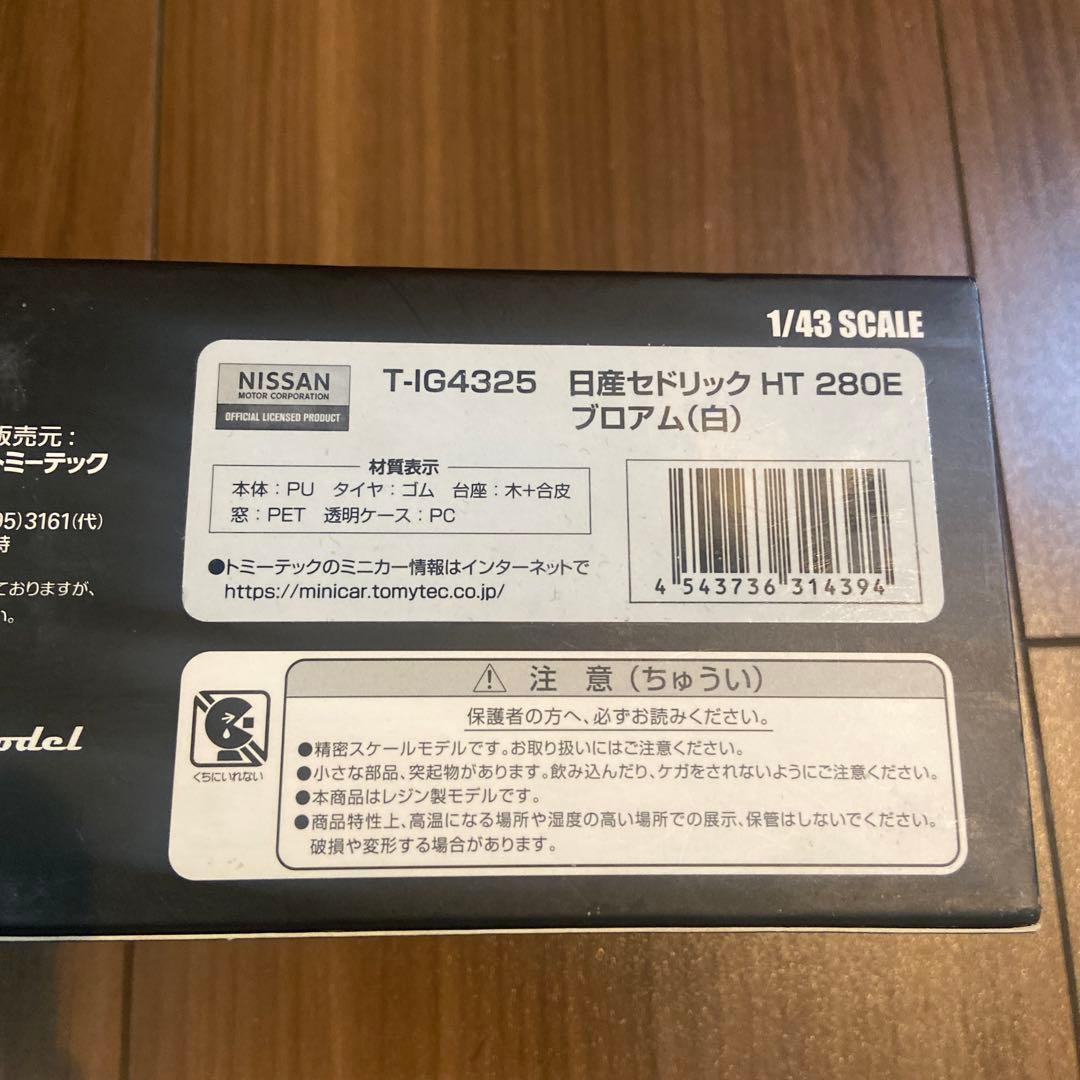 1/43 SCALE
NISSAN
MOTOR CORPORATION
OFFICIAL LICENSED PRODUCT
T-IG4325 日産セドリック HT 280E
ブロアム(白)
材質表示
本体:PU タイヤ:ゴム 台座:木+合皮
窓:PET 透明ケース:PC
●トミーテックのミニカー情報はインターネットで
https://minicar.tomytec.co.jp/
4 543736 314394
販売元:
トミーテック
95)3161(代)
時
ておりますが、
い。
odel
くちにいれない
注 意(ちゅうい)
保護者の方へ、必ずお読みください。
●精密スケールモデルです。お取り扱いにはご注意ください。
●小さな部品、突起物があります。飲み込んだり、ケガをされないようにご注意ください。
●本商品はレジン製モデルです。
●商品特性上、高温になる場所や湿度の高い場所での展示、保管はしないでください。
破損や変形する場合があります。